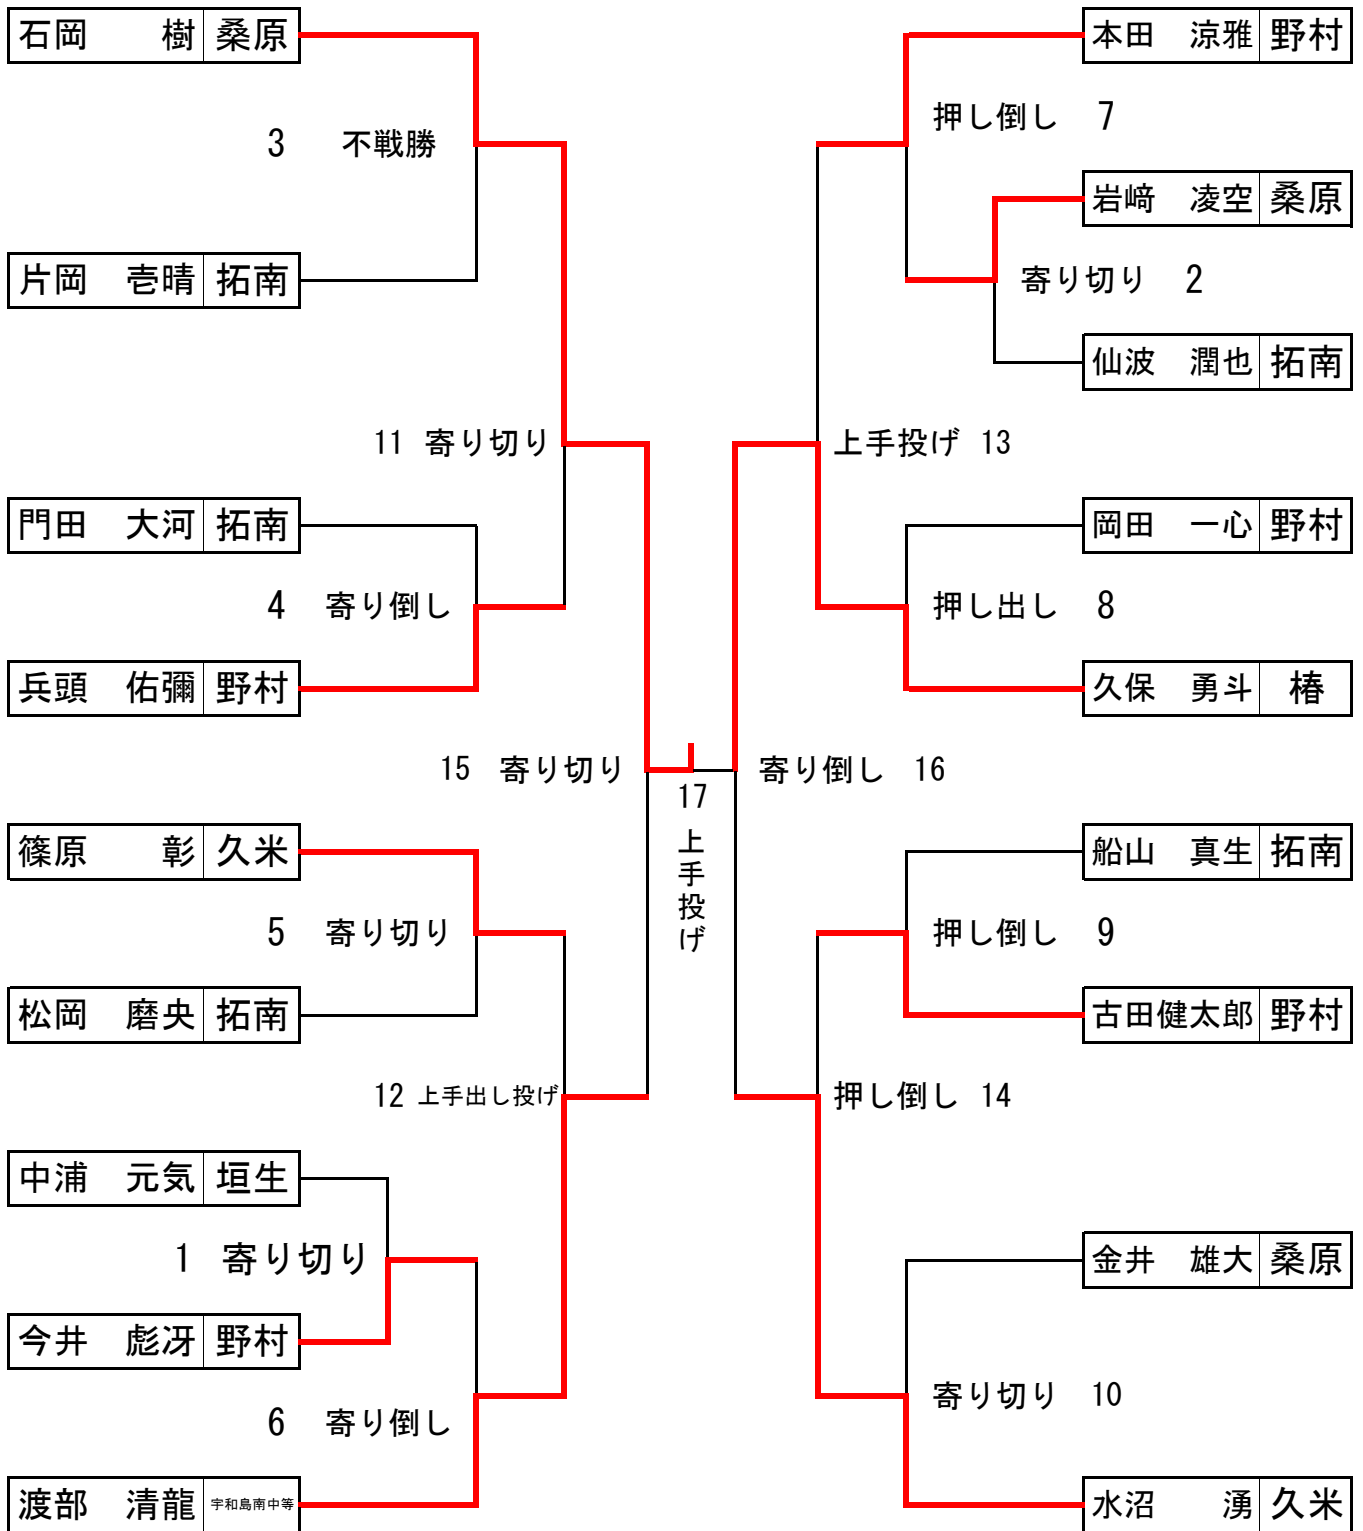 石岡　樹 桑原
3 不戦勝
片岡　壱晴 拓南
11 寄り切り
門田　大河 拓南
4 寄り倒し
兵頭　佑彌 野村
15 寄り切り
篠原　彰 久米
5 寄り切り
松岡　磨央 拓南
12 上手出し投げ
中浦　元気 垣生
1 寄り切り
今井　彪冴 野村
6 寄り倒し
渡部　清龍 宇和島南中等
17
上手投げ
本田　涼雅 野村
押し倒し 7
岩﨑　凌空 桑原
寄り切り 2
仙波　潤也 拓南
上手投げ 13
岡田　一心 野村
押し出し 8
久保　勇斗 椿
寄り倒し 16
船山　真生 拓南
押し倒し 9
古田健太郎 野村
押し倒し 14
金井　雄大 桑原
寄り切り 10
水沼　湧 久米